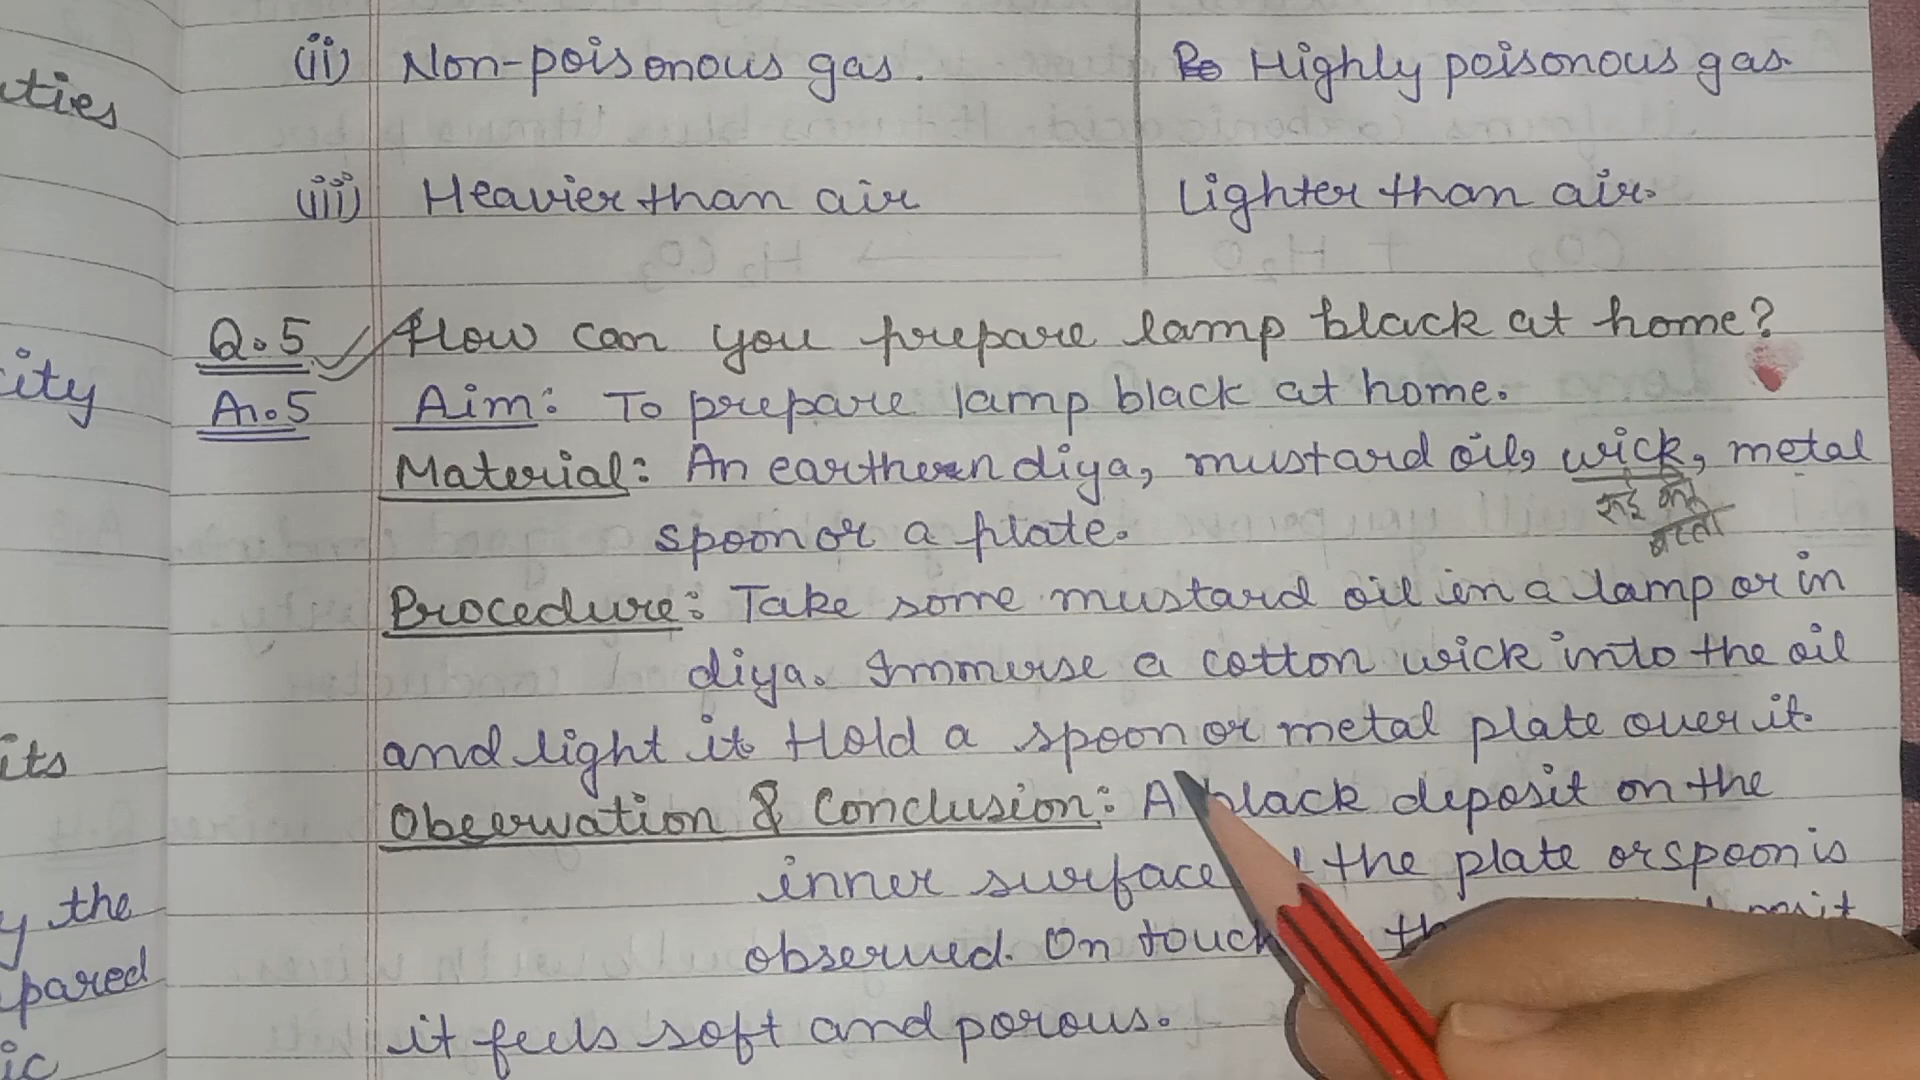 (ii) Non-poisonous gas. Highly poisonous gas.
(iii) Heavier than air Lighter than air.
Q.5 How can you prepare lamp black at home?
An.5 Aim: To prepare lamp black at home.
Material: An earthen diya, mustard oil, wick, metal
रुई की
बत्ती
spoon or a plate.
Procedure: Take some mustard oil in a lamp or in
diya. Immerse a cotton wick into the oil
and light it. Hold a spoon or metal plate over it.
Observation & Conclusion: A black deposit on the
inner surface the plate or spoon is
observed. On touch
it feels soft and porous.
ties
city
its
y the
pared
ic